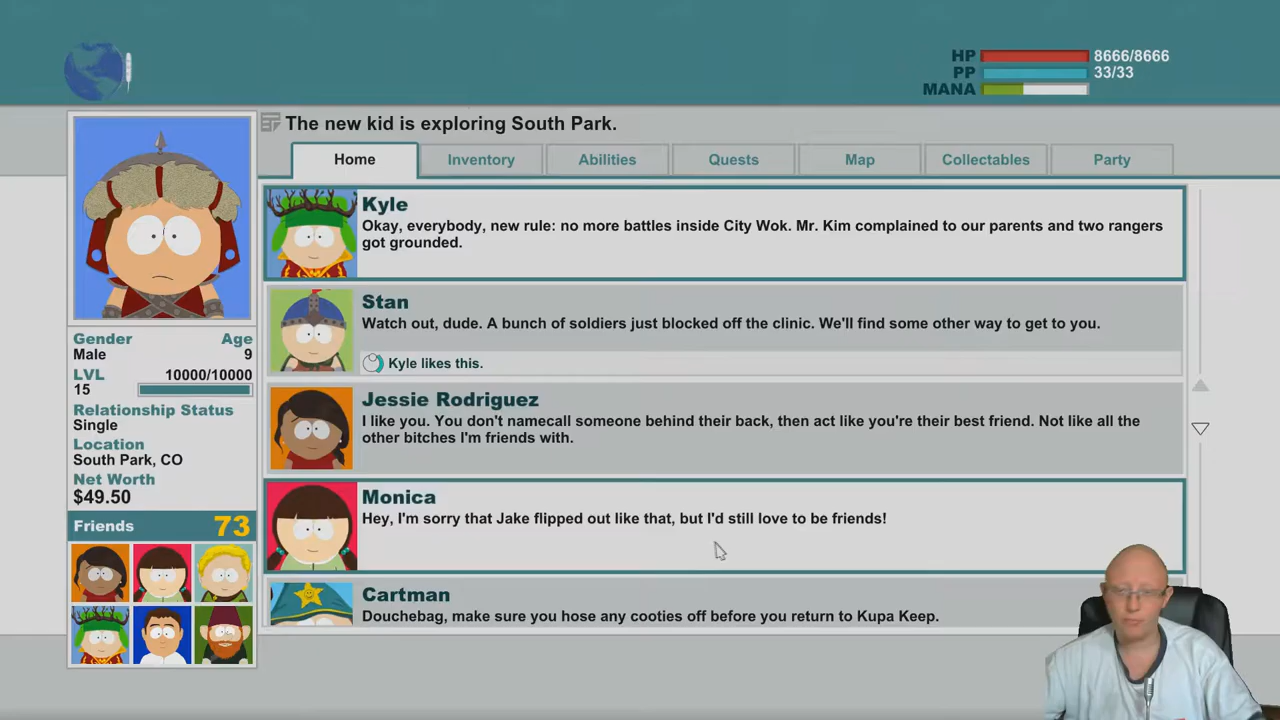 HP 8666/8666
PP 33/33
MANA
The new kid is exploring South Park.
Home Inventory Abilities Quests Map Collectables Party
Kyle
Okay, everybody, new rule: no more battles inside City Wok. Mr. Kim complained to our parents and two rangers
got grounded.
Stan
Watch out, dude. A bunch of soldiers just blocked off the clinic. We'll find some other way to get to you.
Kyle likes this.
Jessie Rodriguez
I like you. You don't namecall someone behind their back, then act like you're their best friend. Not like all the
other bitches I'm friends with.
Monica
Hey, I'm sorry that Jake flipped out like that, but I'd still love to be friends!
Cartman
Douchebag, make sure you hose any cooties off before you return to Kupa Keep.
Gender Age
Male 9
LVL 10000/10000
15
Relationship Status
Single
Location
South Park, CO
Net Worth
$49.50
Friends 73